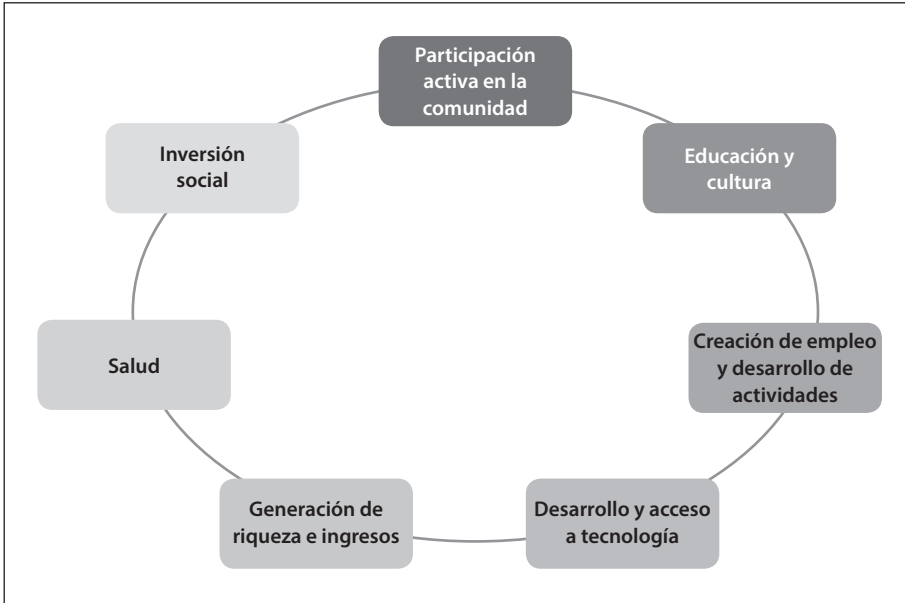 Participación
activa en la
comunidad
Educación y
cultura
Creación de empleo
y desarrollo de
actividades
Desarrollo y acceso
a tecnología
Generación de
riqueza e ingresos
Salud
Inversión
social